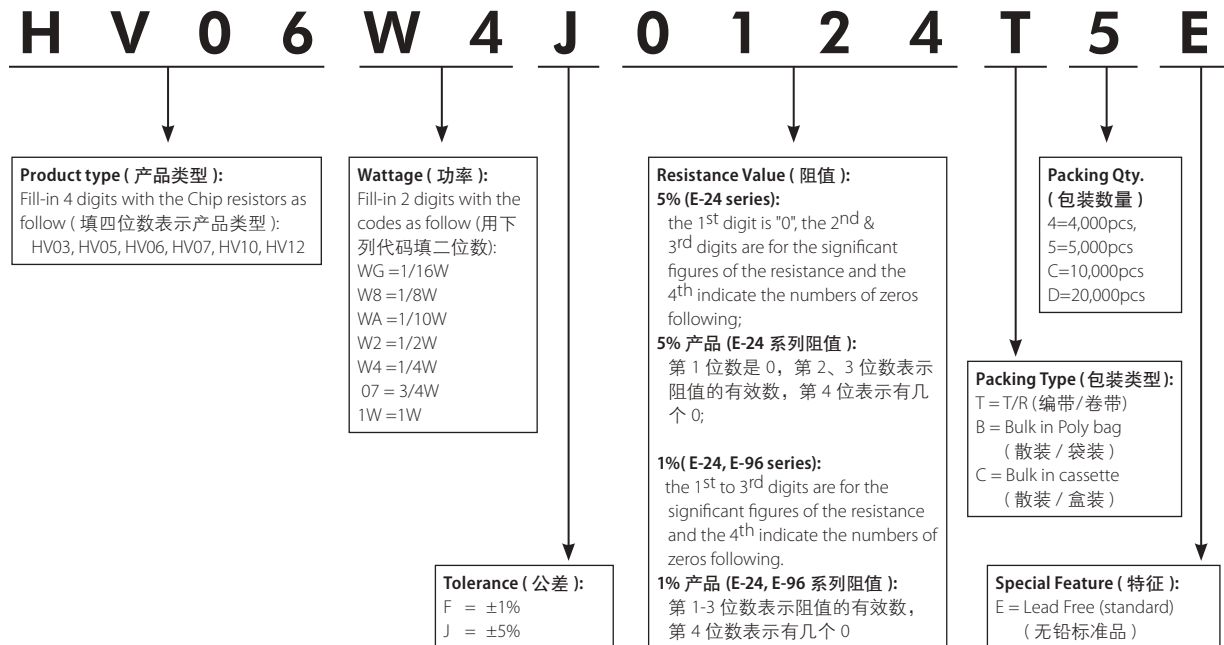 H V 0 6 W 4 J 0 1 2 4 T 5 E
Product type ( 产品类型 ):
Fill-in 4 digits with the Chip resistors as
follow ( 填四位数表示产品类型 ):
HV03, HV05, HV06, HV07, HV10, HV12
Wattage ( 功率 ):
Fill-in 2 digits with the
codes as follow (用下
列代码填二位数):
WG =1/16W
W8 =1/8W
WA =1/10W
W2 =1/2W
W4 =1/4W
07 = 3/4W
1W =1W
Tolerance ( 公差 ):
F = ±1%
J = ±5%
Resistance Value ( 阻值 ):
5% (E-24 series):
the 1st digit is "0", the 2nd &
3rd digits are for the significant
figures of the resistance and the
4th indicate the numbers of zeros
following;
5% 产品 (E-24 系列阻值 ):
第 1 位数是 0，第 2、3 位数表示
阻值的有效数，第 4 位表示有几
个 0;
1%( E-24, E-96 series):
the 1st to 3rd digits are for the
significant figures of the resistance
and the 4th indicate the numbers of
zeros following.
1% 产品 (E-24, E-96 系列阻值 ):
第 1-3 位数表示阻值的有效数，
第 4 位数表示有几个 0
Packing Qty.
( 包装数量 )
4=4,000pcs,
5=5,000pcs
C=10,000pcs
D=20,000pcs
Packing Type (包装类型):
T = T/R (编带/卷带)
B = Bulk in Poly bag
( 散装 / 袋装 )
C = Bulk in cassette
( 散装 / 盒装 )
Special Feature ( 特征 ):
E = Lead Free (standard)
( 无铅标准品 )